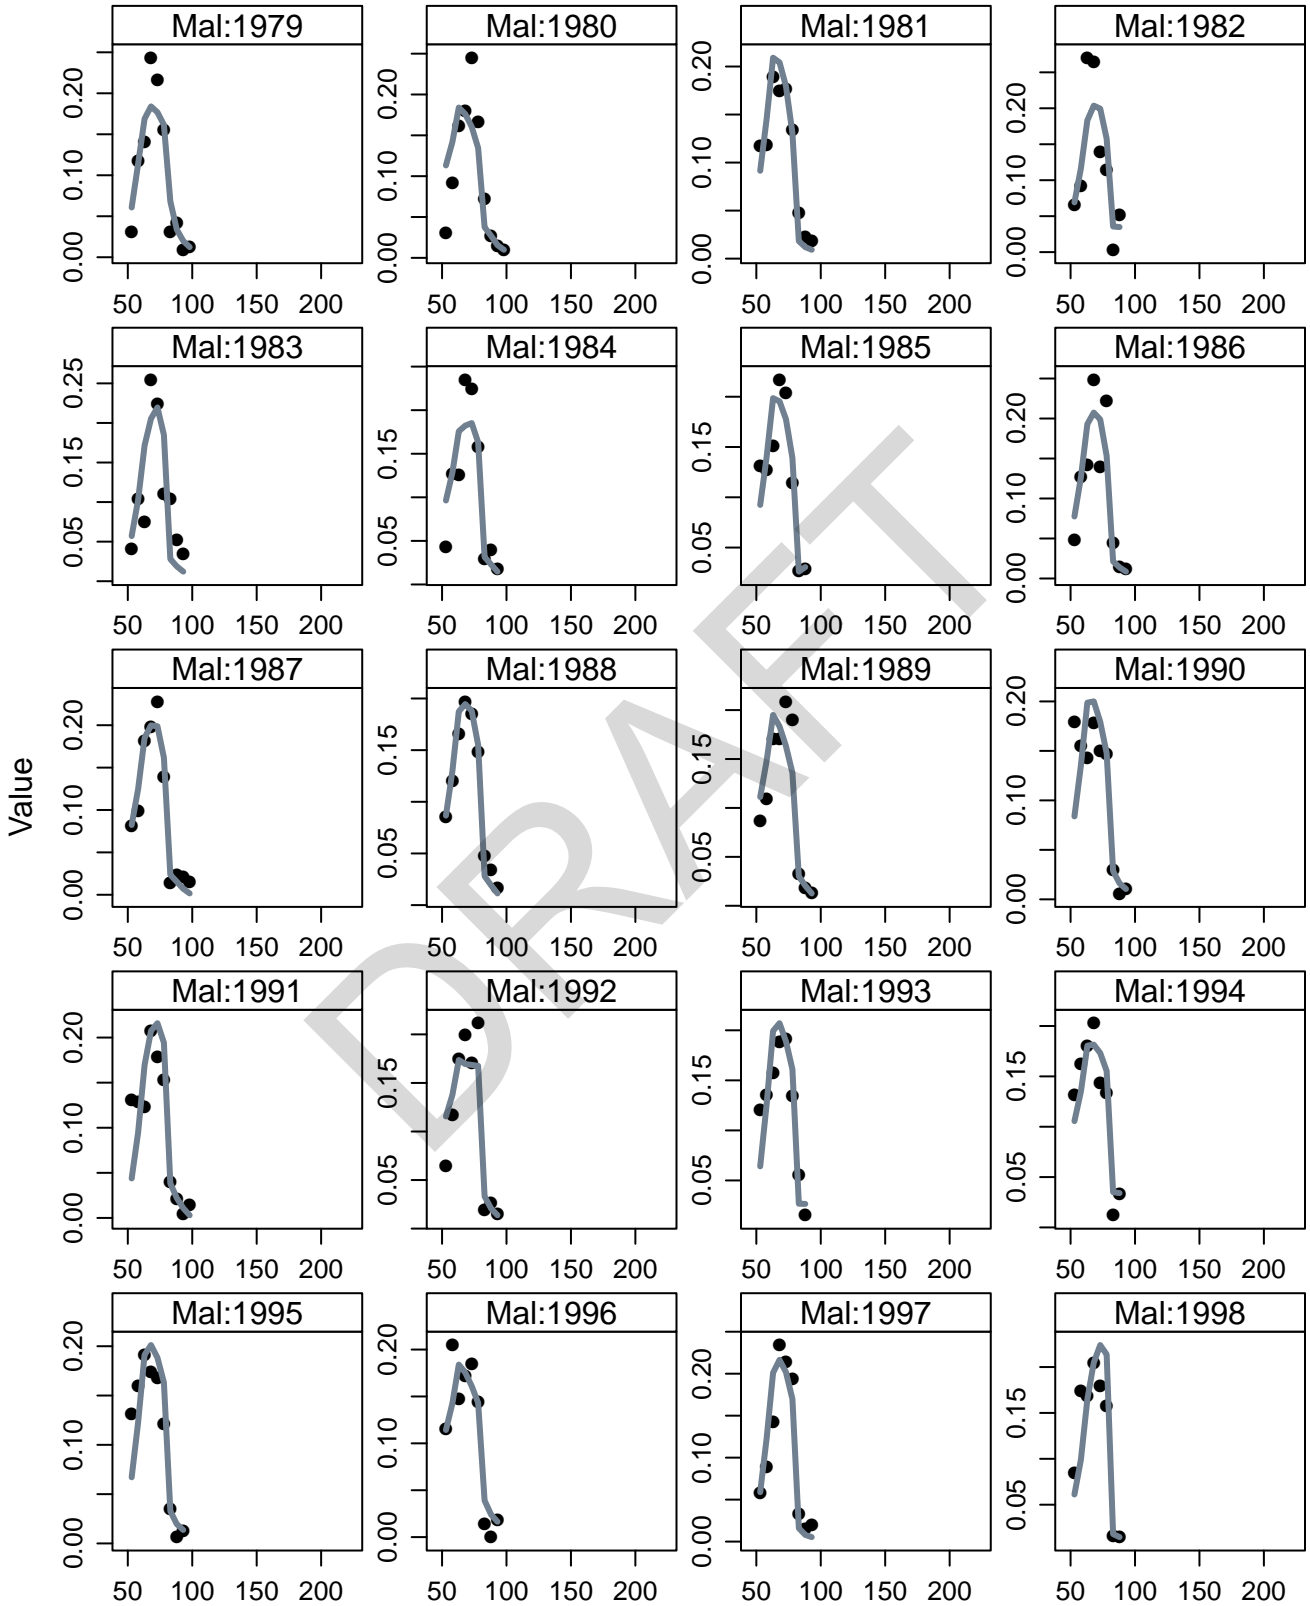 Mal:1979 Mal:1980 Mal:1981 Mal:1982
0.00 0.10 0.20 0.00 0.10 0.20 0.00 0.10 0.20 0.00 0.10 0.20
50 100 150 200 50 100 150 200 50 100 150 200 50 100 150 200
Mal:1983 Mal:1984 Mal:1985 Mal:1986
0.05 0.15 0.25 0.05 0.15 0.05 0.15 0.00 0.10 0.20
50 100 150 200 50 100 150 200 50 100 150 200 50 100 150 200
Mal:1987 Mal:1988 Mal:1989 Mal:1990
Value
0.00 0.10 0.20 0.05 0.15 0.05 0.15 0.00 0.10 0.20
50 100 150 200 50 100 150 200 50 100 150 200 50 100 150 200
Mal:1991 Mal:1992 Mal:1993 Mal:1994
0.00 0.10 0.20 0.05 0.15 0.05 0.15 0.05 0.15
50 100 150 200 50 100 150 200 50 100 150 200 50 100 150 200
Mal:1995 Mal:1996 Mal:1997 Mal:1998
0.00 0.10 0.20 0.00 0.10 0.20 0.00 0.10 0.20 0.05 0.15
50 100 150 200 50 100 150 200 50 100 150 200 50 100 150 200
DRAFT